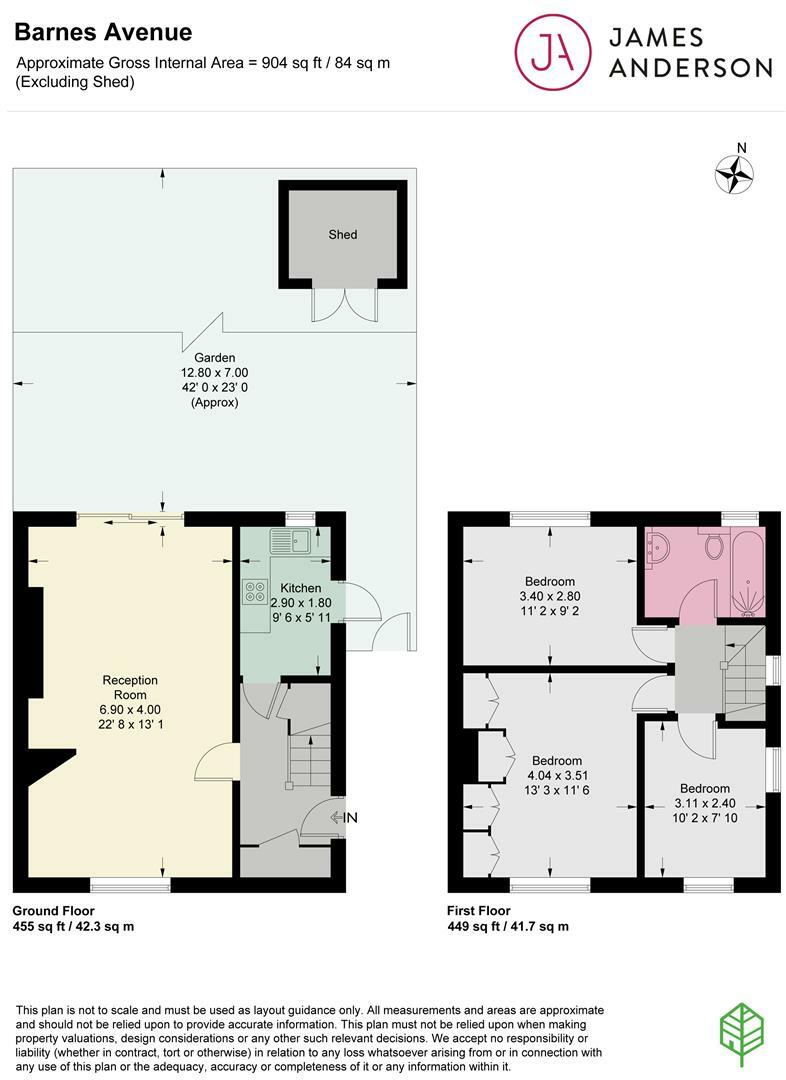 Barnes Avenue
Approximate Gross Internal Area = 904 sq ft / 84 sq m
(Excluding Shed)
JA
JAMES
ANDERSON
N
Shed
Garden
12.80 x 7.00
42' 0 x 23' 0
(Approx)
Kitchen
2.90 x 1.80
9' 6 x 5' 11
Reception
Room
6.90 x 4.00
22' 8 x 13' 1
IN
Bedroom
3.40 x 2.80
11' 2 x 9' 2
Bedroom
4.04 x 3.51
13' 3 x 11' 6
Bedroom
3.11 x 2.40
10' 2 x 7' 10
Ground Floor
455 sq ft / 42.3 sq m
First Floor
449 sq ft / 41.7 sq m
This plan is not to scale and must be used as layout guidance only. All measurements and areas are approximate
and should not be relied upon to provide accurate information. This plan must not be relied upon when making
property valuations, design considerations or any other such relevant decisions. We accept no responsibility or
liability (whether in contract, tort or otherwise) in relation to any loss whatsoever arising from or in connection with
any use of this plan or the adequacy, accuracy or completeness of it or any information within it.